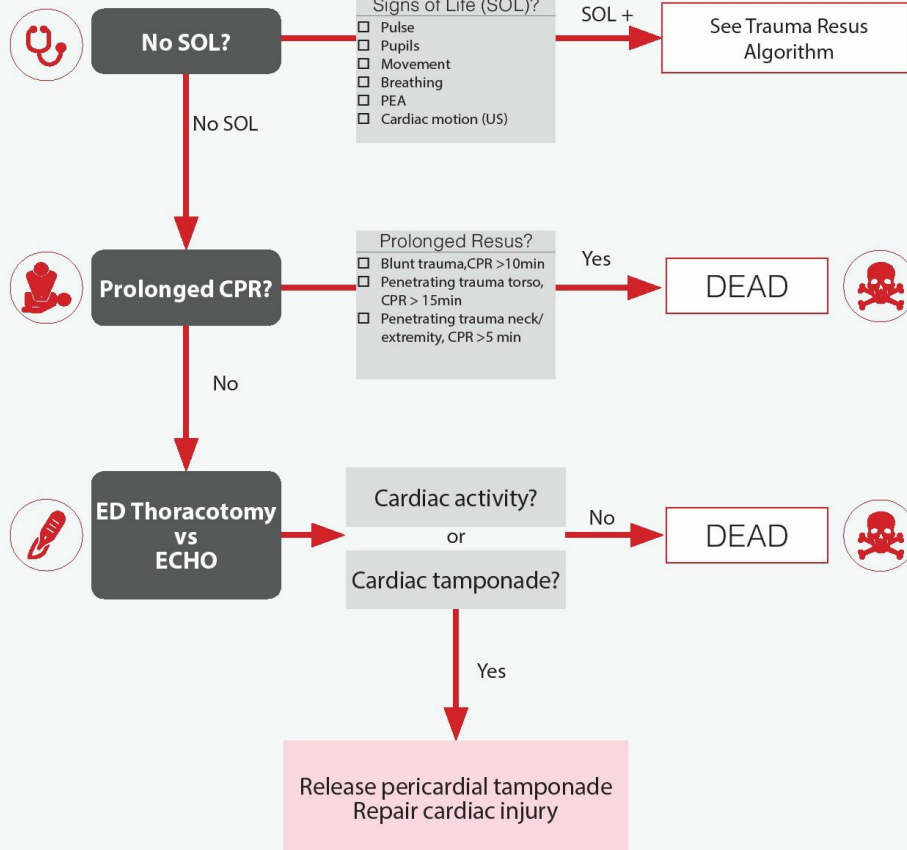 Signs of Life (SOL)?
No SOL?
☐ Pulse
☐ Pupils
☐ Movement
☐ Breathing
☐ PEA
☐ Cardiac motion (US)
SOL +
See Trauma Resus
Algorithm
No SOL
Prolonged CPR?
Prolonged Resus?
☐ Blunt trauma,CPR >10min
☐ Penetrating trauma torso,
CPR > 15min
☐ Penetrating trauma neck/
extremity, CPR >5 min
Yes
DEAD
No
ED Thoracotomy
vs
ECHO
Cardiac activity?
or
Cardiac tamponade?
No
DEAD
Yes
Release pericardial tamponade
Repair cardiac injury